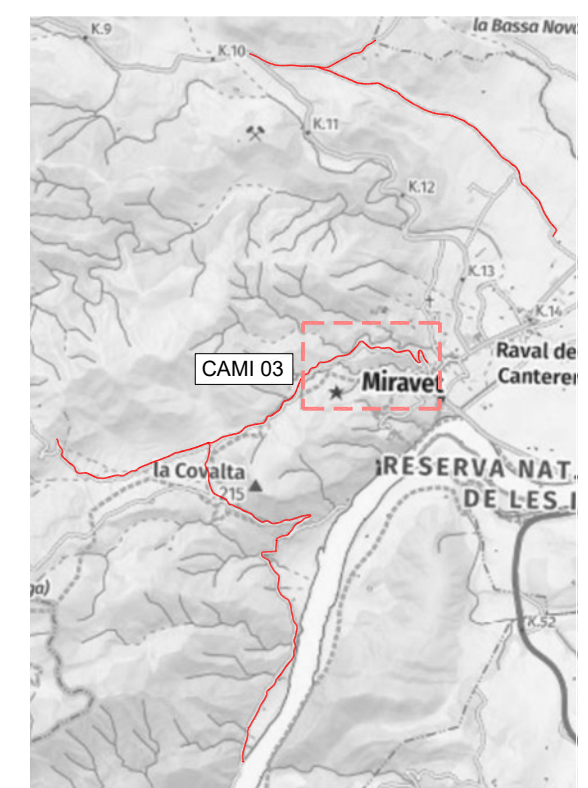 la Bassa Nova
K.9
K.10
K.11
K.12
K.13
K.14
Raval de
Canterer
CAMI 03
Miravet
RESERVA NAT.
DE LES I
la Covalta
215
ga)
K.52